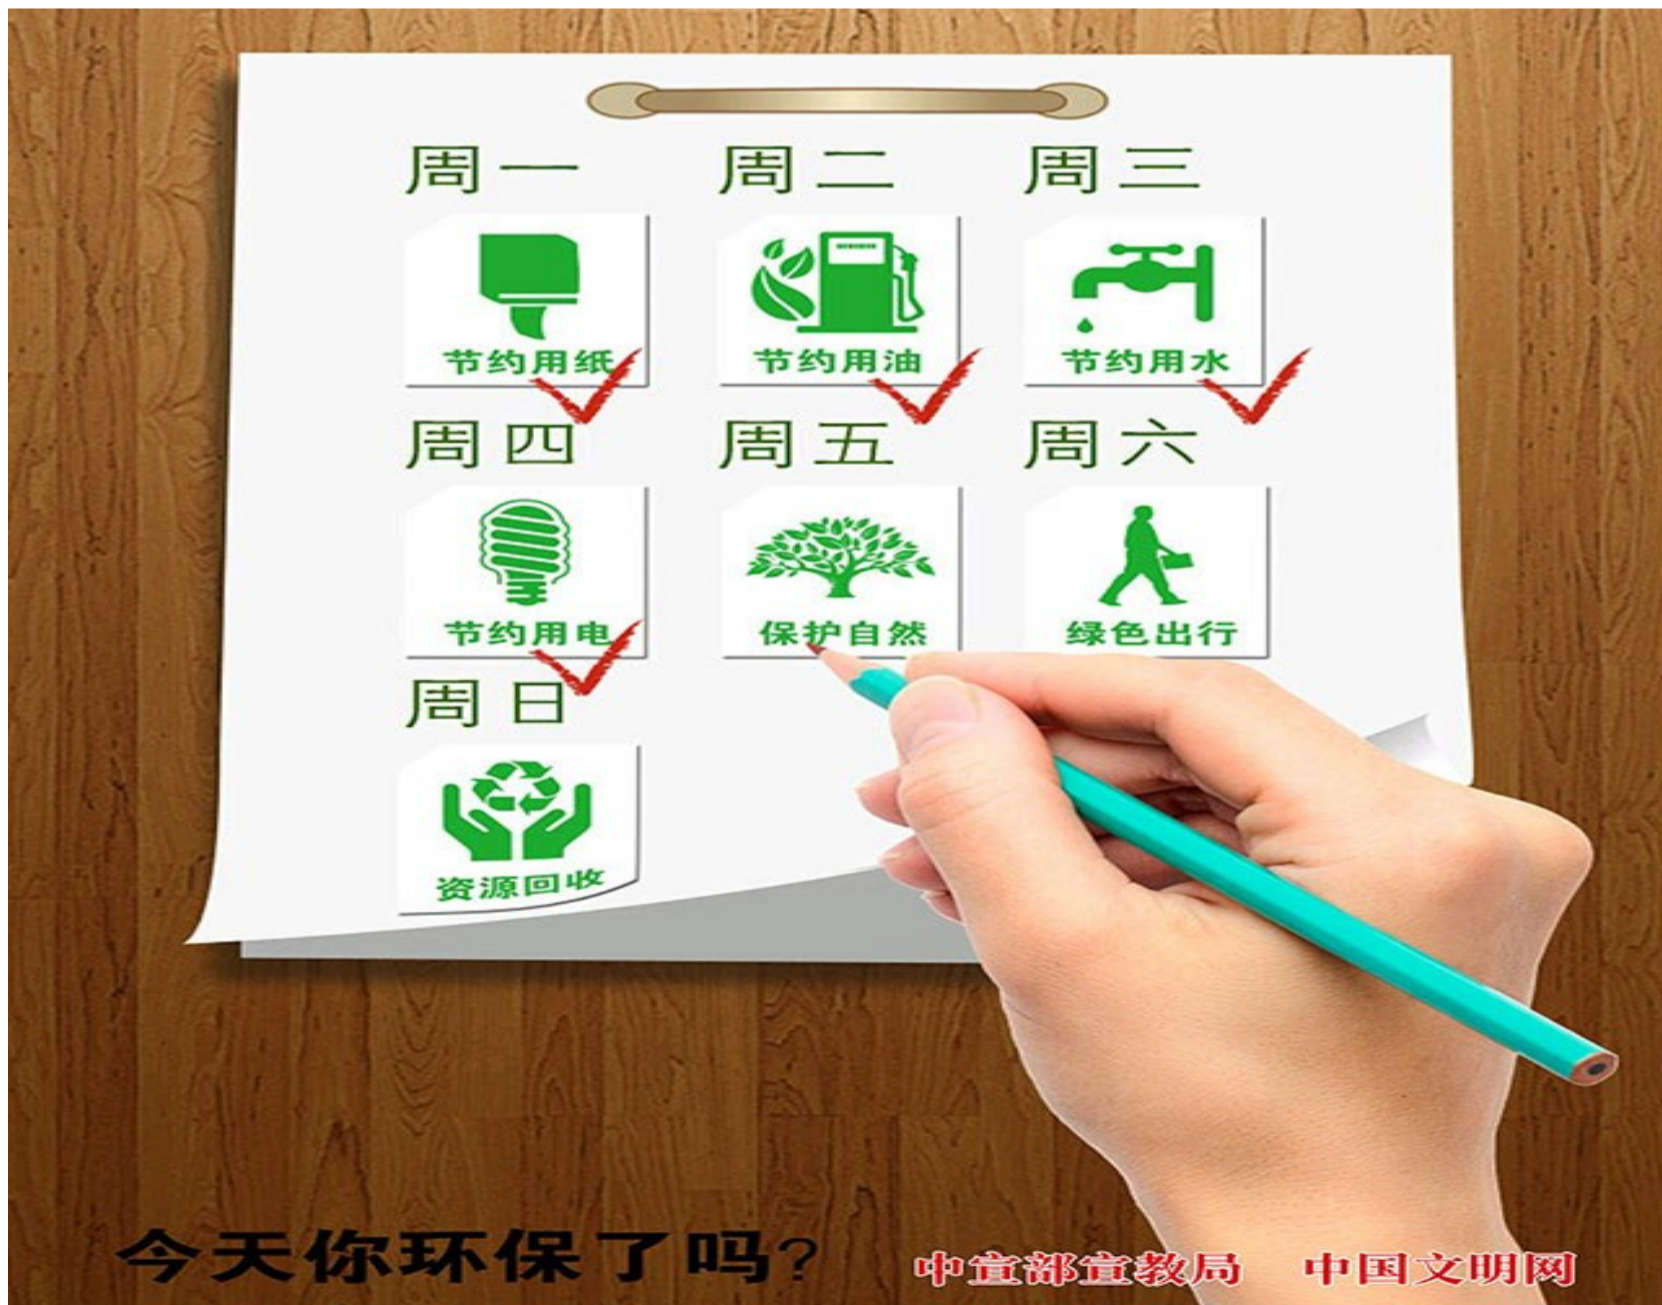 周一 周二 周三
节约用纸 节约用油 节约用水
周四 周五 周六
节约用电 保护自然 绿色出行
周日
资源回收
今天你环保了吗?
中宣部宣教局 中国文明网